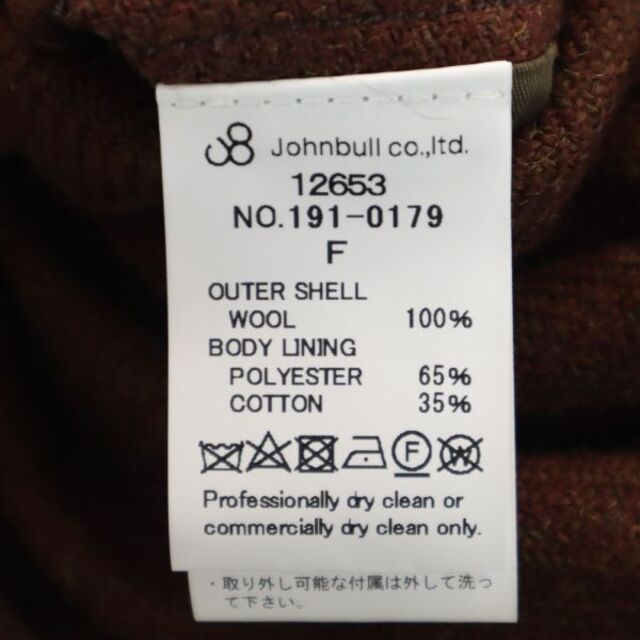 Johnbull co.,ltd.
12653
NO.191-0179
F
OUTER SHELL
WOOL 100%
BODY LINING
POLYESTER 65%
COTTON 35%
F W
Professionally dry clean or
commercially dry clean only.
・取り外し可能な付属は外して洗っ
て下さい。